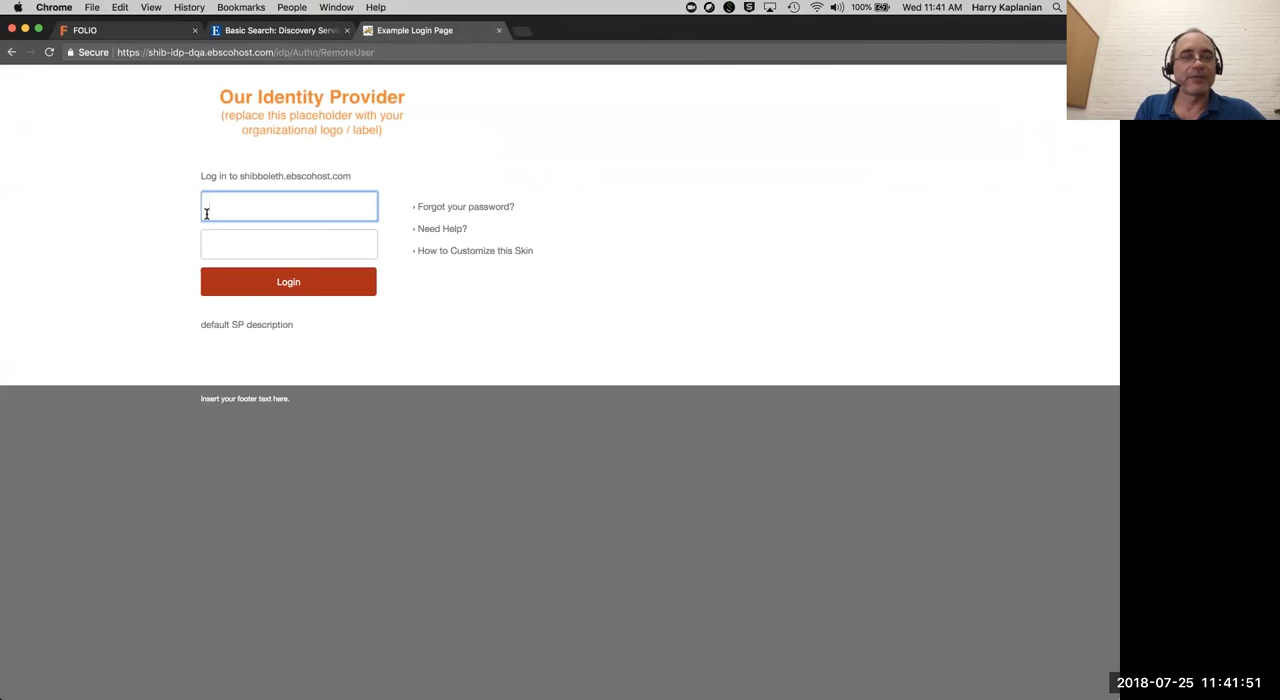 Chrome File Edit View History Bookmarks People Window Help 100% Wed 11:41 AM Harry Kaplanian
FOLIO Basic Search: Discovery Servi Example Login Page
Secure https://shib-idp-dqa.ebscohost.com/idp/Authn/RemoteUser
Our Identity Provider
(replace this placeholder with your
organizational logo / label)
Log in to shibboleth.ebscohost.com
Forgot your password?
Need Help?
How to Customize this Skin
Login
default SP description
Insert your footer text here.
2018-07-25 11:41:51